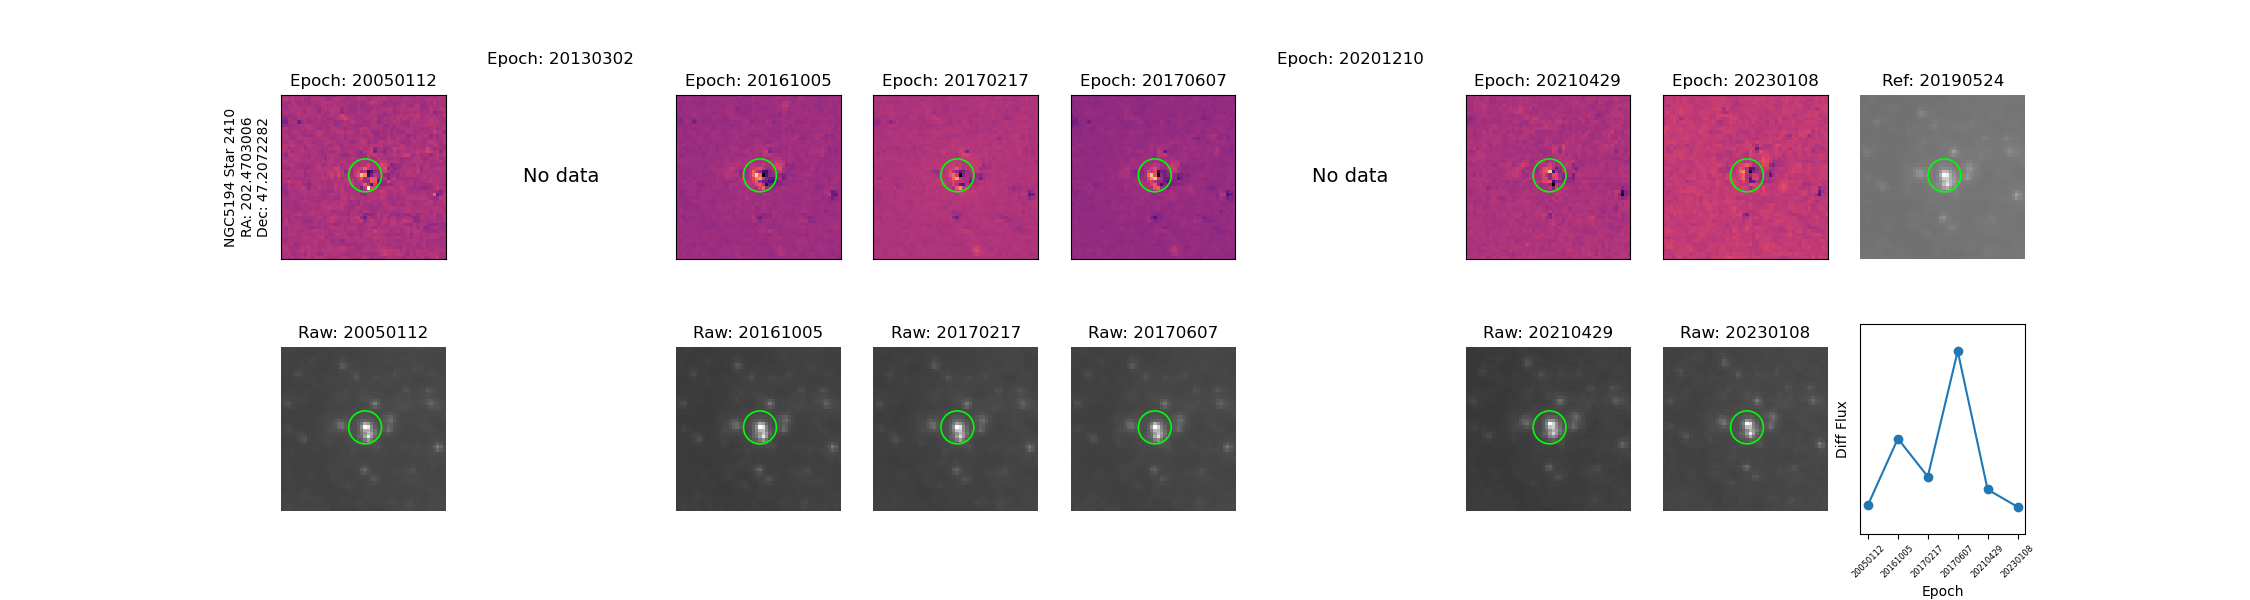 Epoch: 20130302
Epoch: 20201210
Epoch: 20050112
Epoch: 20161005
Epoch: 20170217
Epoch: 20170607
Epoch: 20210429
Epoch: 20230108
Ref: 20190524
NGC5194 Star 2410
RA: 202.4703006
Dec: 47.2072282
No data
No data
Raw: 20050112
Raw: 20161005
Raw: 20170217
Raw: 20170607
Raw: 20210429
Raw: 20230108
Diff Flux
20050112
20161005
20170217
20170607
20210429
20230108
Epoch